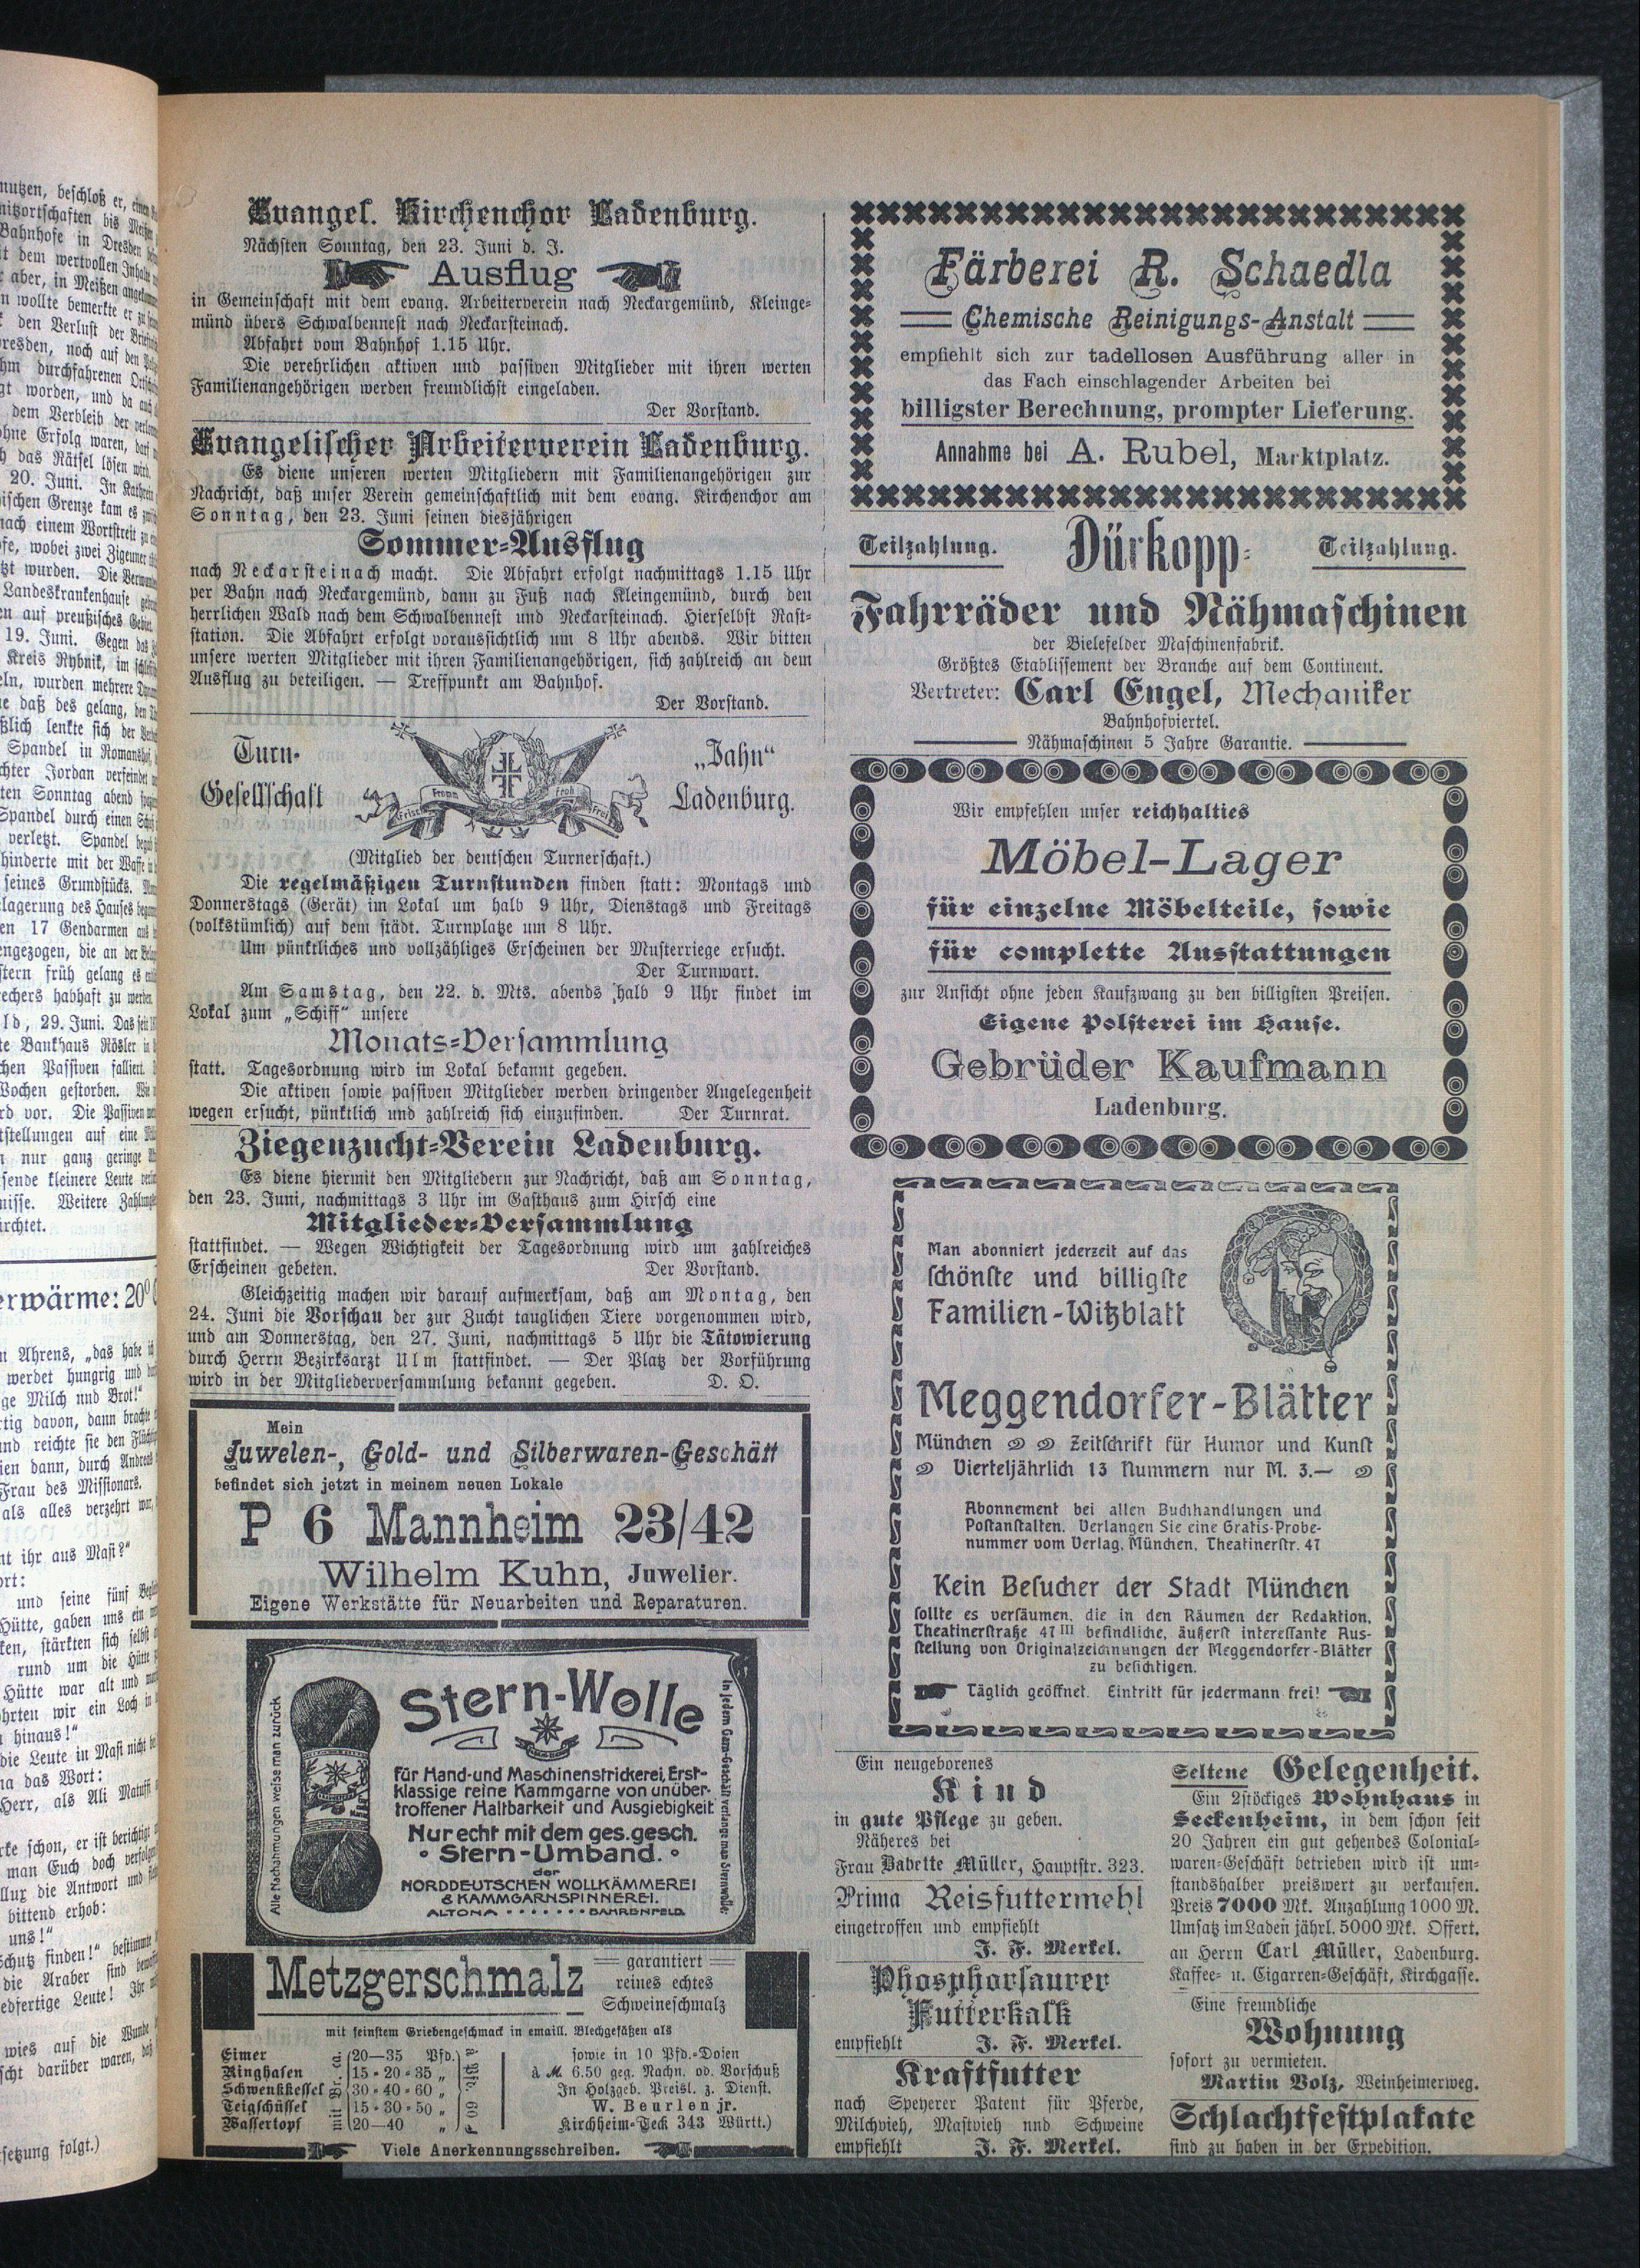 Evangel. Kirchenchor Ladenburg.
Nächsten Sonntag, den 23. Juni d. J.
Ausflug
in Gemeinschaft mit dem evang. Arbeiterverein nach Neckargemünd, Kleinge-
münd übers Schwalbennest nach Neckarsteinach.
Abfahrt vom Bahnhof 1.15 Uhr.
Die verehrlichen aktiven und passiven Mitglieder mit ihren werten
Familienangehörigen werden freundlichst eingeladen.
Der Vorstand.
Evangelischer Arbeiterverein Ladenburg.
Es diene unseren werten Mitgliedern mit Familienangehörigen zur
Nachricht, daß unser Verein gemeinschaftlich mit dem evang. Kirchenchor am
Sonntag, den 23. Juni seinen diesjährigen
Sommer-Ausflug
nach Neckarsteinach macht. Die Abfahrt erfolgt nachmittags 1.15 Uhr
per Bahn nach Neckargemünd, dann zu Fuß nach Kleingemünd, durch den
herrlichen Wald nach dem Schwalbennest und Neckarsteinach. Hierselbst Rast-
station. Die Abfahrt erfolgt voraussichtlich um 8 Uhr abends. Wir bitten
unsere werten Mitglieder mit ihren Familienangehörigen, sich zahlreich an dem
Ausflug zu beteiligen. — Treffpunkt am Bahnhof.
Der Vorstand.
Turn-
Gesellschaft
Frisch Fromm Froh Frei
„Jahn“
Ladenburg.
(Mitglied der deutschen Turnerschaft.)
Die regelmäßigen Turnstunden finden statt: Montags und
Donnerstags (Gerät) im Lokal um halb 9 Uhr, Dienstags und Freitags
(volkstümlich) auf dem städt. Turnplatze um 8 Uhr.
Um pünktliches und vollzähliges Erscheinen der Musterriege ersucht.
Der Turnwart.
Am Samstag, den 22. d. Mts. abends halb 9 Uhr findet im
Lokal zum „Schiff“ unsere
Monats-Versammlung
statt. Tagesordnung wird im Lokal bekannt gegeben.
Die aktiven sowie passiven Mitglieder werden dringender Angelegenheit
wegen ersucht, pünktlich und zahlreich sich einzufinden. Der Turnrat.
Ziegenzucht-Verein Ladenburg.
Es diene hiermit den Mitgliedern zur Nachricht, daß am Sonntag,
den 23. Juni, nachmittags 3 Uhr im Gasthaus zum Hirsch eine
Mitglieder-Versammlung
stattfindet. — Wegen Wichtigkeit der Tagesordnung wird um zahlreiches
Erscheinen gebeten. Der Vorstand.
Gleichzeitig machen wir darauf aufmerksam, daß am Montag, den
24. Juni die Vorschau der zur Zucht tauglichen Tiere vorgenommen wird,
und am Donnerstag, den 27. Juni, nachmittags 5 Uhr die Tätowierung
durch Herrn Bezirksarzt Ulm stattfindet. — Der Platz der Vorführung
wird in der Mitgliederversammlung bekannt gegeben. D. O.
Mein
Juwelen-, Gold- und Silberwaren-Geschäft
befindet sich jetzt in meinem neuen Lokale
P 6 Mannheim 23/42
Wilhelm Kuhn, Juwelier.
Eigene Werkstätte für Neuarbeiten und Reparaturen.
Alle Nachahmungen weise man zurück
Stern-Wolle
für Hand-und Maschinenstrickerei, Erst-
klassige reine Kammgarne von unüber-
troffener Haltbarkeit und Ausgiebigkeit
Nur echt mit dem ges. gesch.
• Stern-Umband. •
der
NORDDEUTSCHEN WOLLKÄMMEREI
& KAMMGARNSPINNEREI.
ALTONA ······· BAHRENFELD.
In jedem Garn-Geschäft verlange man Sternwolle
Metzgerschmalz
garantiert
reines echtes
Schweineschmalz
mit feinstem Griebengeschmack in emaill. Blechgefäßen als
Eimer 20—35 Pfd.
Ringhafen 15-20-35 „
Schwenkkessel 30-40-60 „
Teigschüssel 15-30-50 „
Wassertopf 20—40 „
mit Br. ca.
sowie in 10 Pfd.-Dosen
à M. 6.50 geg. Nachn. od. Vorschuß
In Holzgeb. Preisl. z. Dienst.
W. Beurlen jr.
Kirchheim-Teck 343 Württ.)
Viele Anerkennungsschreiben.
Färberei R. Schaedla
Chemische Reinigungs-Anstalt
empfiehlt sich zur tadellosen Ausführung aller in
das Fach einschlagender Arbeiten bei
billigster Berechnung, prompter Lieferung.
Annahme bei A. Rubel, Marktplatz.
Teilzahlung. Dürkopp- Teilzahlung.
Fahrräder und Nähmaschinen
der Bielefelder Maschinenfabrik.
Größtes Etablissement der Branche auf dem Continent.
Vertreter: Carl Engel, Mechaniker
Bahnhofviertel.
Nähmaschinen 5 Jahre Garantie.
Wir empfehlen unser reichhalties
Möbel-Lager
für einzelne Möbelteile, sowie
für complette Ausstattungen
zur Ansicht ohne jeden Kaufzwang zu den billigsten Preisen.
Eigene Polsterei im Hause.
Gebrüder Kaufmann
Ladenburg.
Man abonniert jederzeit auf das
schönste und billigste
Familien-Witzblatt
Meggendorfer-Blätter
München Zeitschrift für Humor und Kunst
Vierteljährlich 13 Nummern nur M. 3.—
Abonnement bei allen Buchhandlungen und
Postanstalten. Verlangen Sie eine Gratis-Probe-
nummer vom Verlag, München, Theatinerstr. 47
Kein Besucher der Stadt München
sollte es versäumen, die in den Räumen der Redaktion,
Theatinerstraße 47 III befindliche, äußerst interessante Aus-
stellung von Originalzeichnungen der Meggendorfer-Blätter
zu besichtigen.
Täglich geöffnet. Eintritt für jedermann frei!
Ein neugeborenes
Kind
in gute Pflege zu geben.
Näheres bei
Frau Babette Müller, Hauptstr. 323.
Prima Reisfuttermehl
eingetroffen und empfiehlt
J. F. Merkel.
Phosphorsaurer
Futterkalk
empfiehlt J. F. Merkel.
Kraftfutter
nach Speyerer Patent für Pferde,
Milchvieh, Mastvieh nnd Schweine
empfiehlt J. F. Merkel.
Seltene Gelegenheit.
Ein 2stöckiges Wohnhaus in
Seckenheim, in dem schon seit
20 Jahren ein gut gehendes Colonial-
waren-Geschäft betrieben wird ist um-
standshalber preiswert zu verkaufen.
Preis 7000 Mk. Anzahlung 1000 M.
Umsatz im Laden jährl. 5000 Mk. Offert.
an Herrn Carl Müller, Ladenburg.
Kaffee- u. Cigarren-Geschäft, Kirchgasse.
Eine freundliche
Wohnung
sofort zu vermieten.
Martin Volz, Weinheimerweg.
Schlachtfestplakate
sind zu haben in der Expedition.